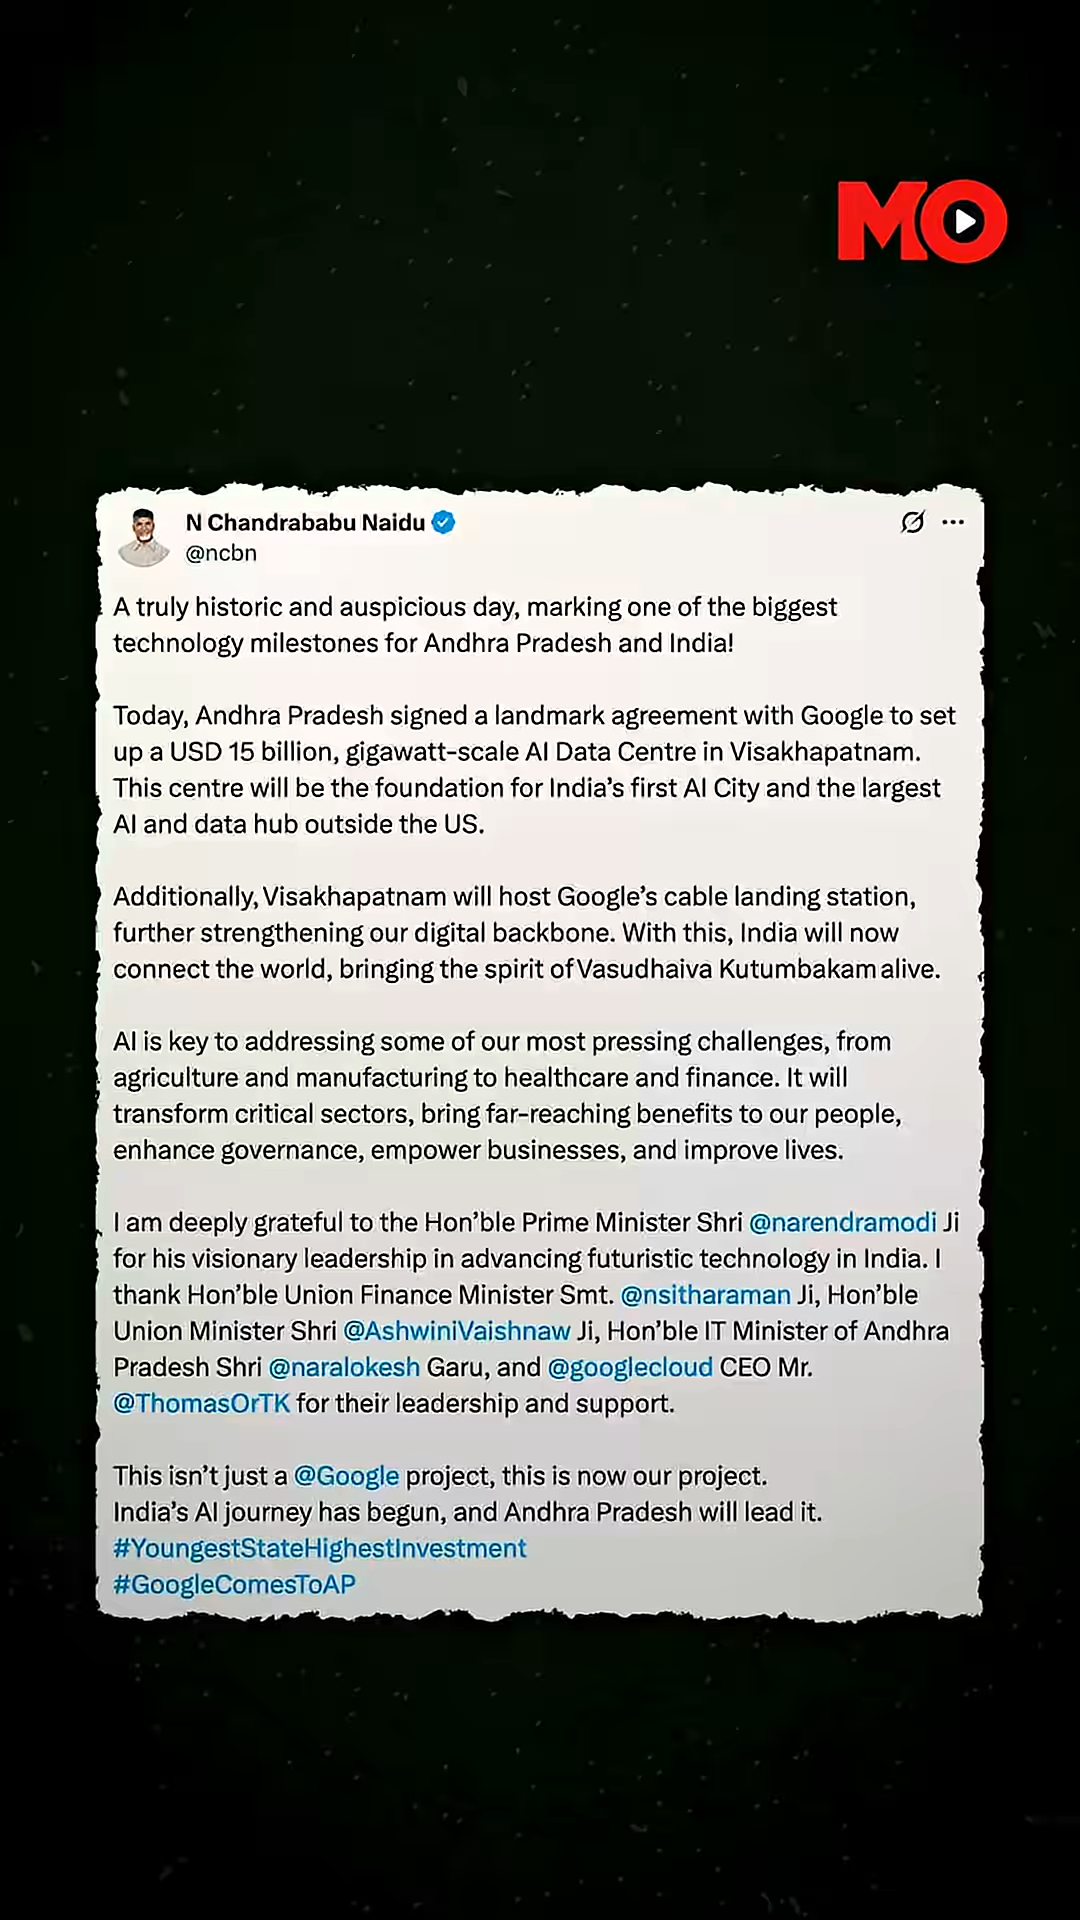 MO
N Chandrababu Naidu
@ncbn
A truly historic and auspicious day, marking one of the biggest
technology milestones for Andhra Pradesh and India!
Today, Andhra Pradesh signed a landmark agreement with Google to set
up a USD 15 billion, gigawatt-scale AI Data Centre in Visakhapatnam.
This centre will be the foundation for India's first AI City and the largest
AI and data hub outside the US.
Additionally, Visakhapatnam will host Google's cable landing station,
further strengthening our digital backbone. With this, India will now
connect the world, bringing the spirit of Vasudhaiva Kutumbakam alive.
AI is key to addressing some of our most pressing challenges, from
agriculture and manufacturing to healthcare and finance. It will
transform critical sectors, bring far-reaching benefits to our people,
enhance governance, empower businesses, and improve lives.
I am deeply grateful to the Hon'ble Prime Minister Shri @narendramodi Ji
for his visionary leadership in advancing futuristic technology in India. I
thank Hon'ble Union Finance Minister Smt. @nsitharaman Ji, Hon'ble
Union Minister Shri @AshwiniVaishnaw Ji, Hon'ble IT Minister of Andhra
Pradesh Shri @naralokesh Garu, and @googlecloud CEO Mr.
@ThomasOrTK for their leadership and support.
This isn't just a @Google project, this is now our project.
India's AI journey has begun, and Andhra Pradesh will lead it.
#YoungestStateHighestInvestment
#GoogleComesToAP